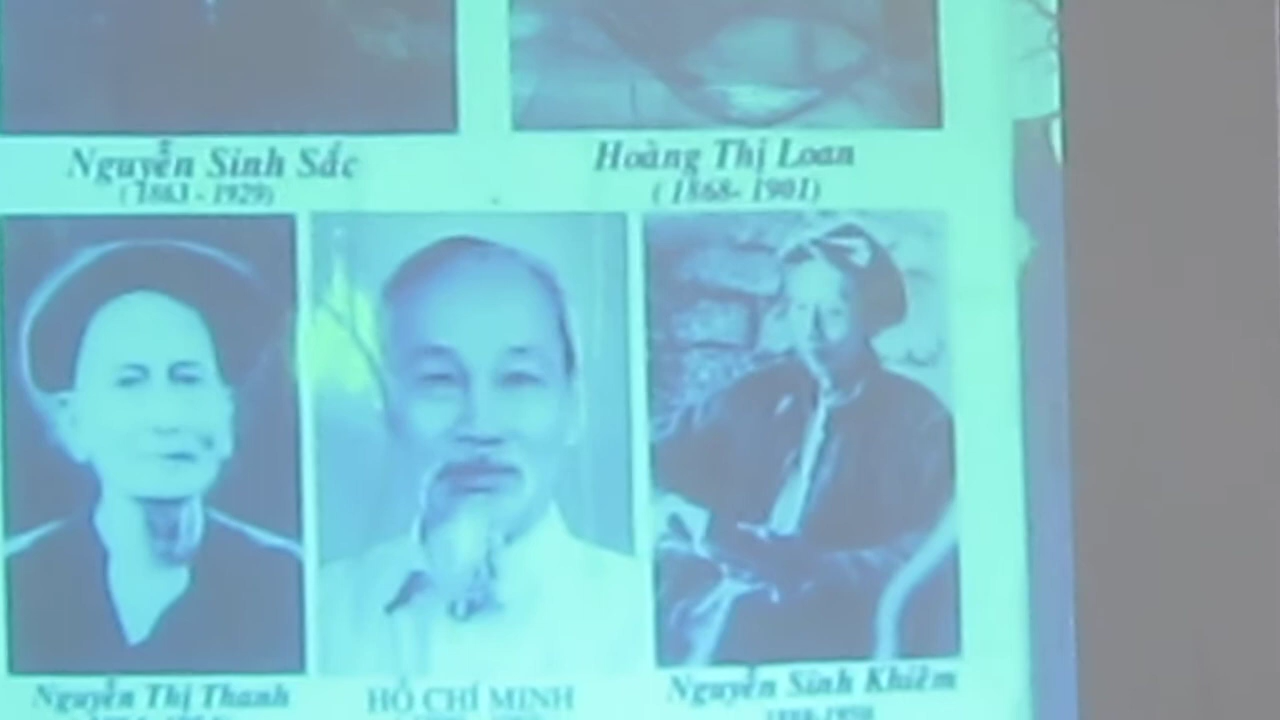 Nguyễn Sinh Sắc
Hoàng Thị Loan
(1863 - 1929)
( 1868- 1901)
Nguyễn Thị Thanh
HỒ CHÍ MINH
Nguyễn Sinh Khiêm